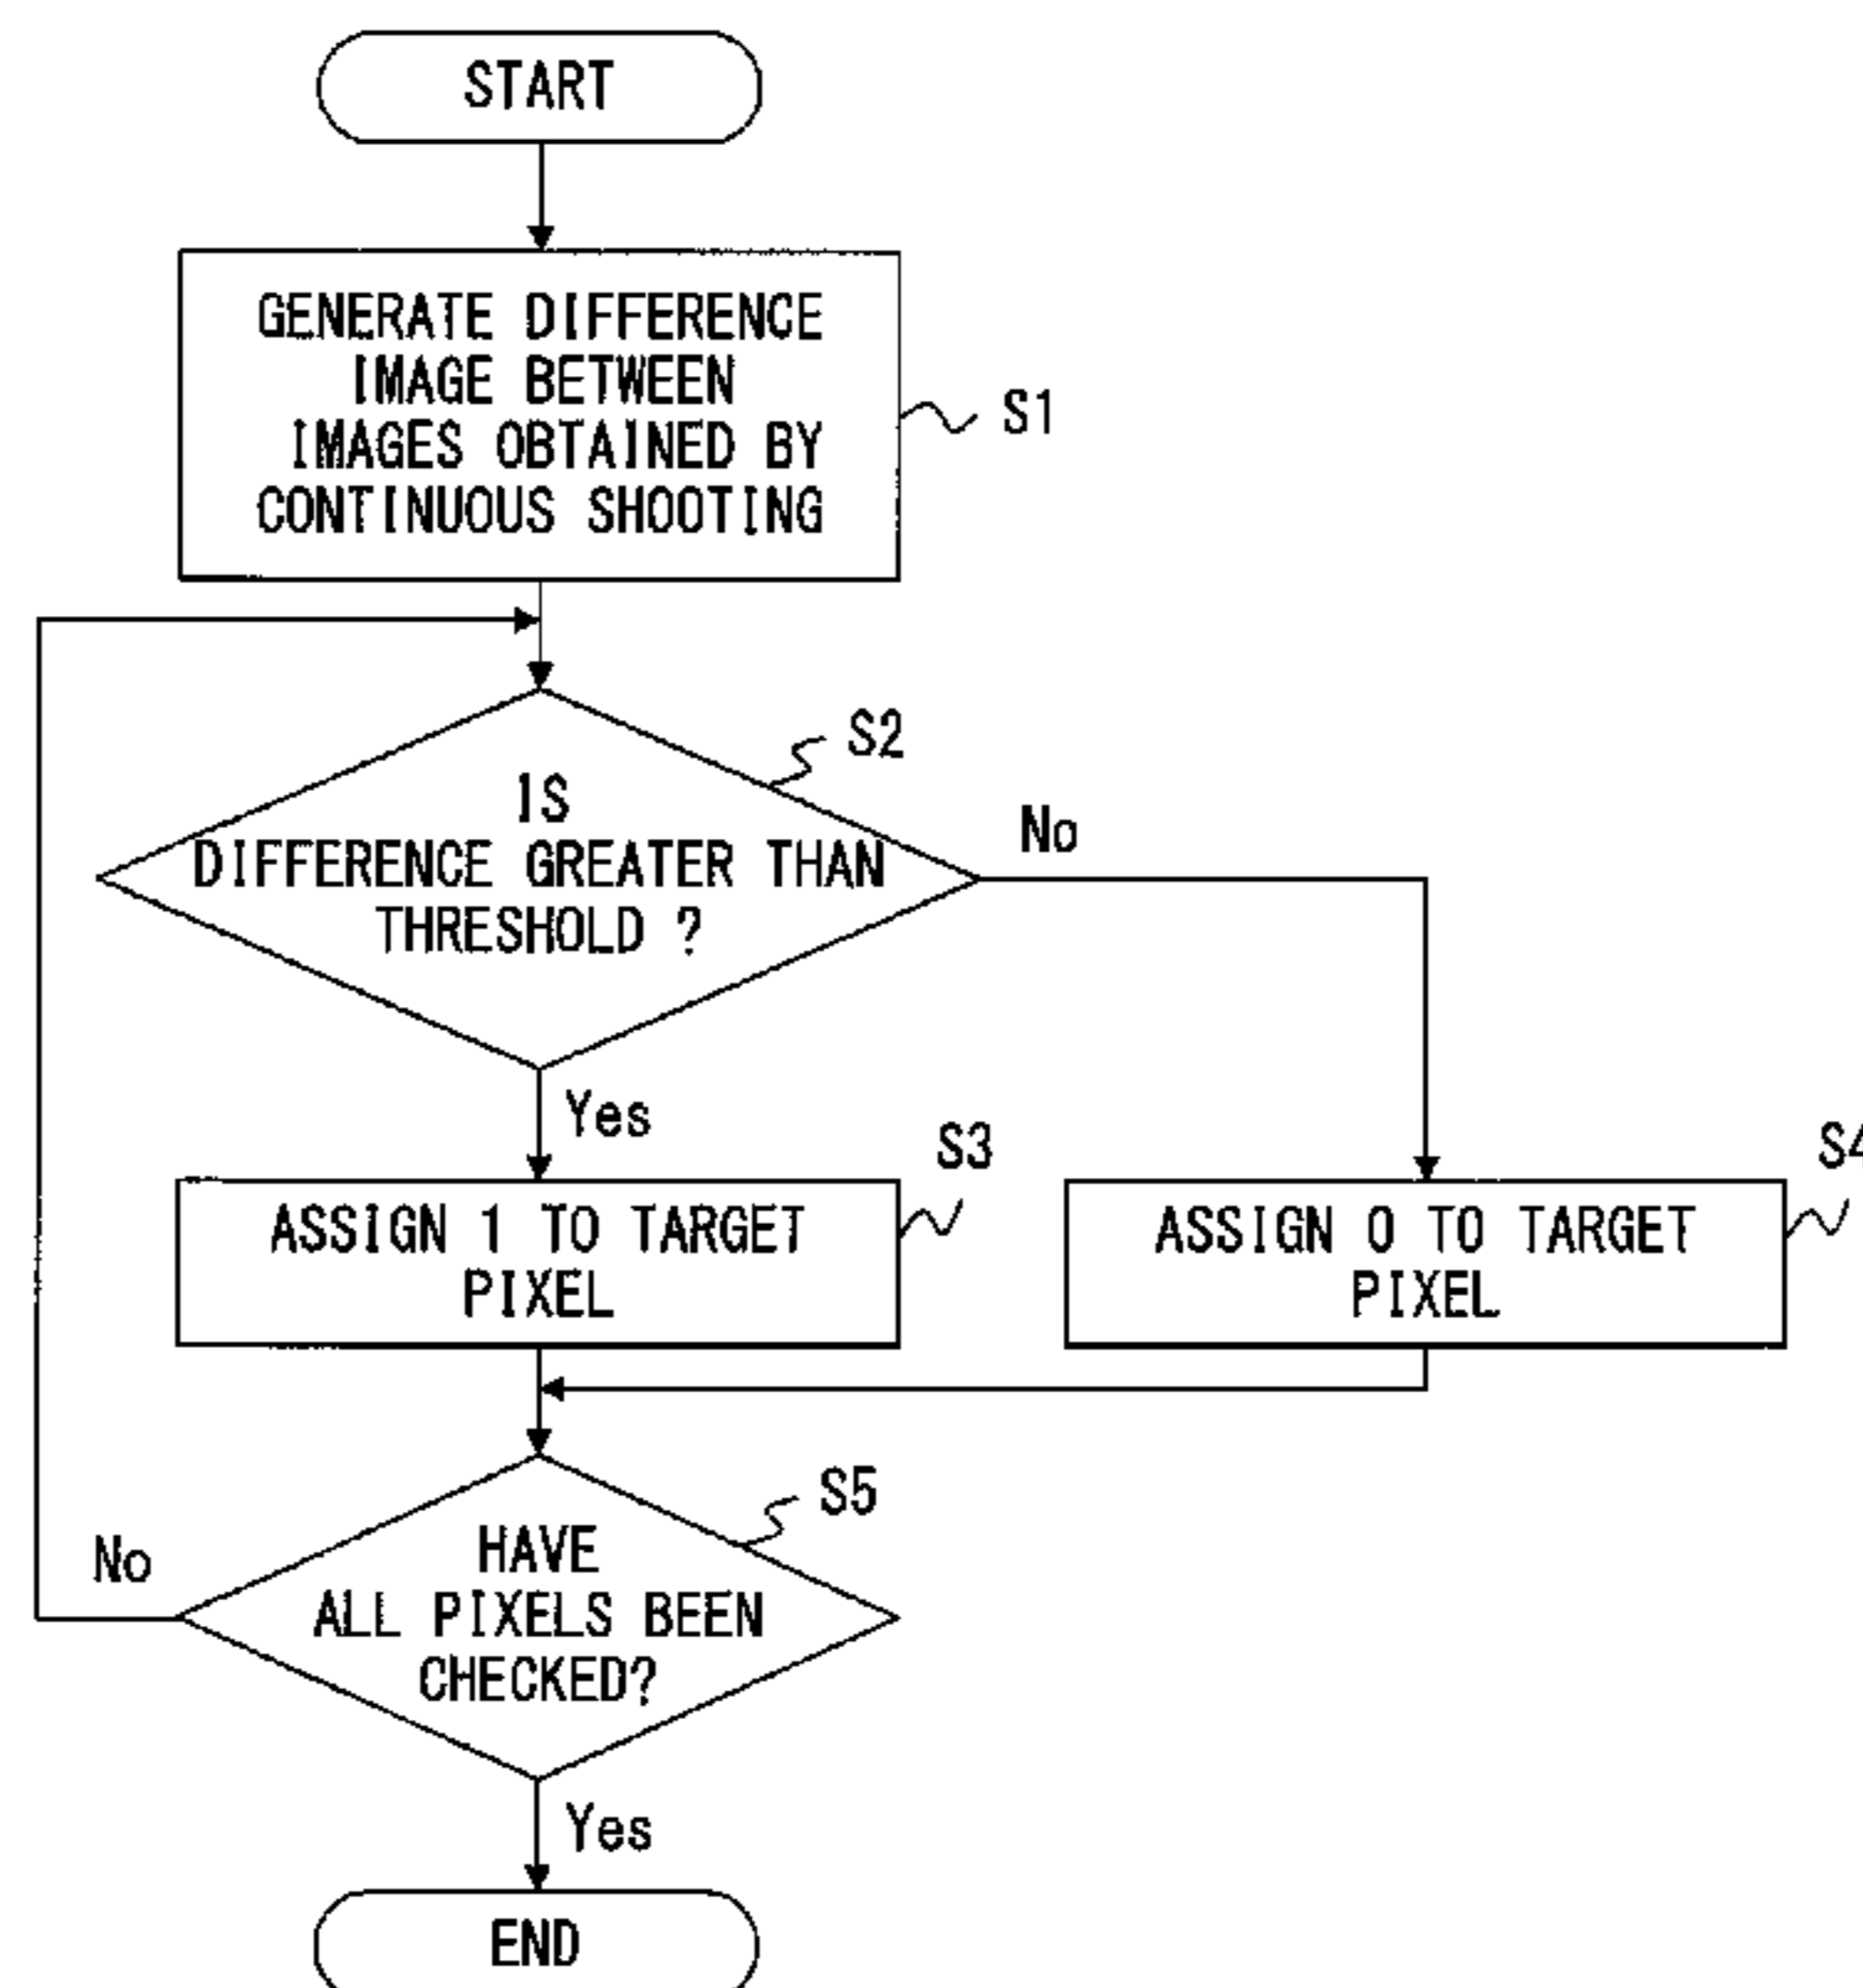 START
GENERATE DIFFERENCE
IMAGE BETWEEN
IMAGES OBTAINED BY
CONTINUOUS SHOOTING
S1
S2
IS
DIFFERENCE GREATER THAN
THRESHOLD ?
No
Yes
S3
ASSIGN 1 TO TARGET
PIXEL
S4
ASSIGN 0 TO TARGET
PIXEL
S5
HAVE
ALL PIXELS BEEN
CHECKED?
No
Yes
END